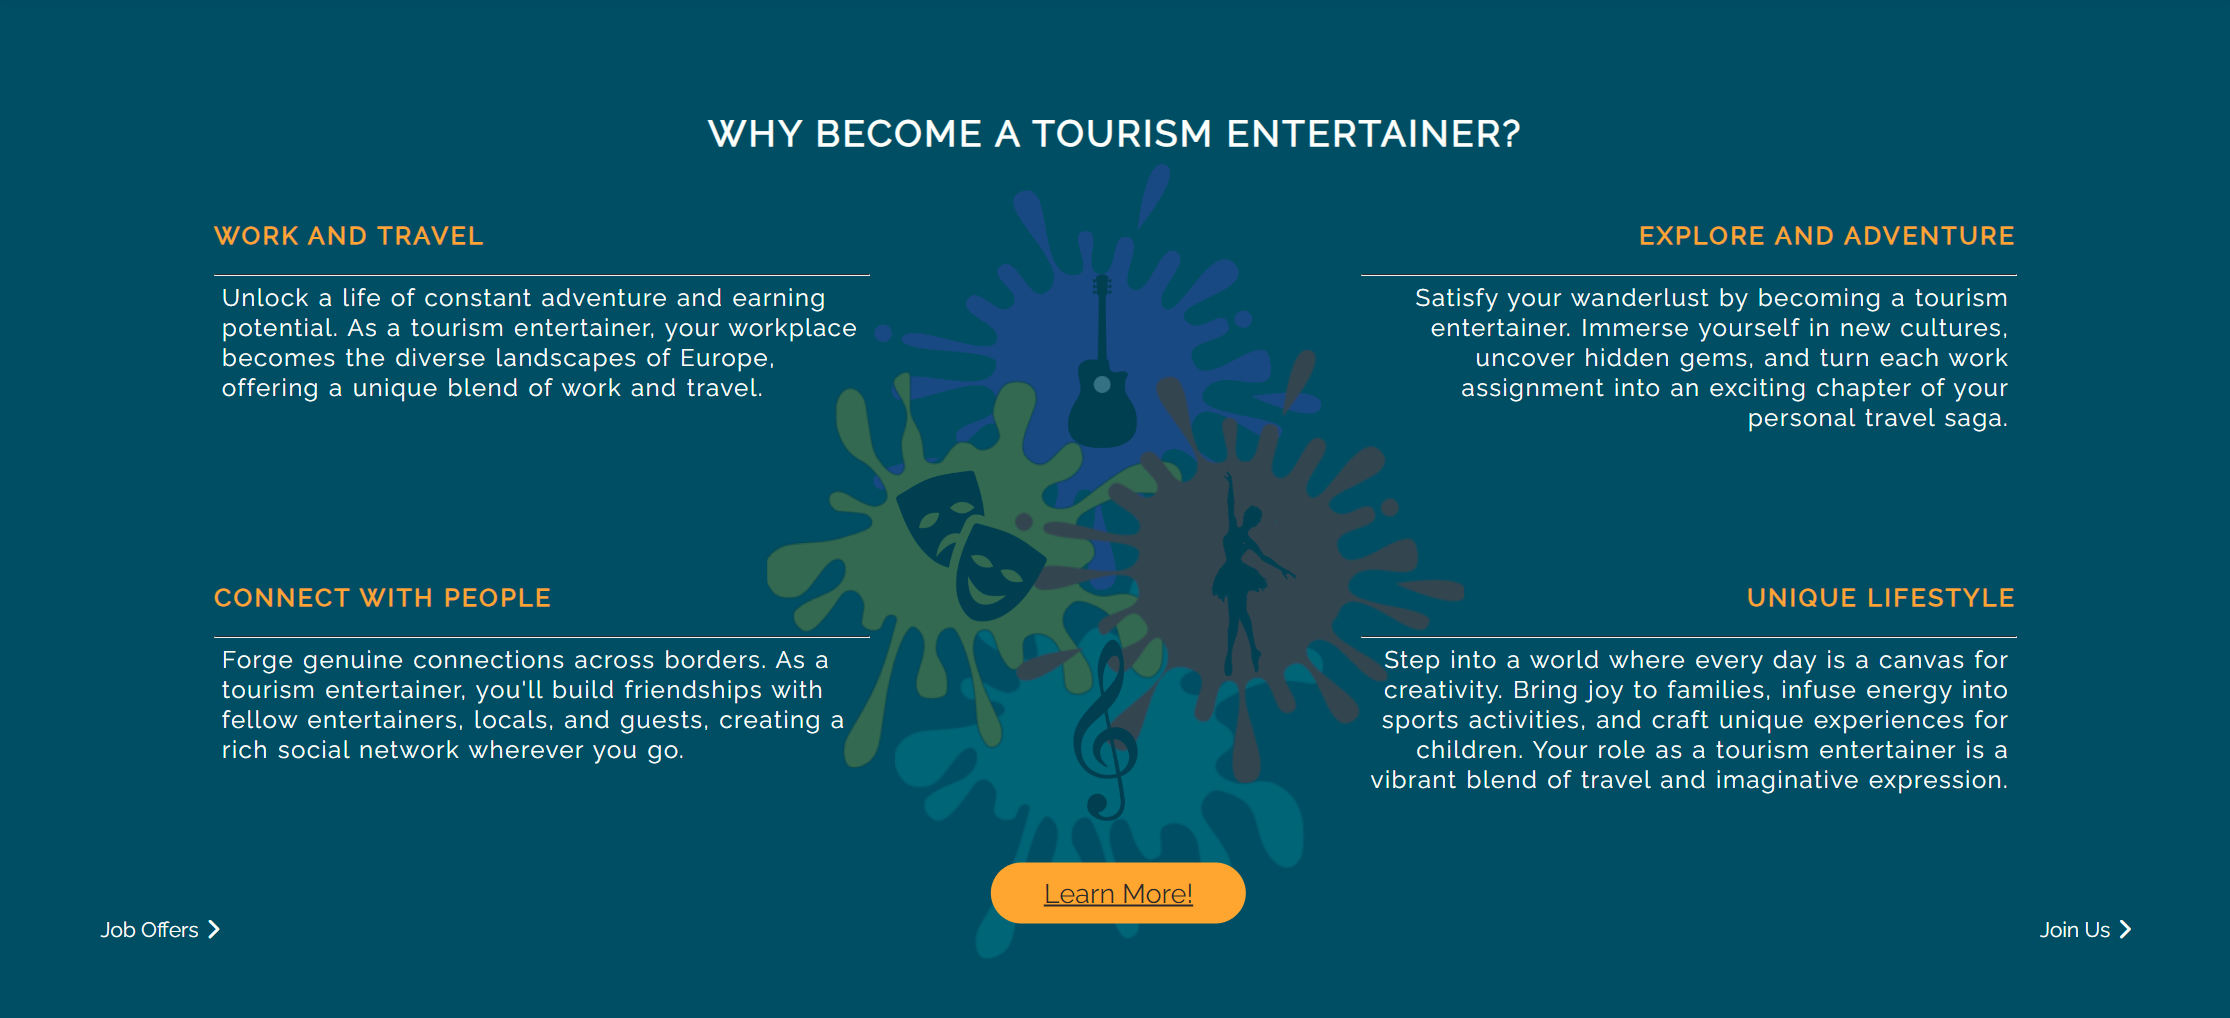 WHY BECOME A TOURISM ENTERTAINER?
WORK AND TRAVEL
Unlock a life of constant adventure and earning
potential. As a tourism entertainer, your workplace
becomes the diverse landscapes of Europe,
offering a unique blend of work and travel.
EXPLORE AND ADVENTURE
Satisfy your wanderlust by becoming a tourism
entertainer. Immerse yourself in new cultures,
uncover hidden gems, and turn each work
assignment into an exciting chapter of your
personal travel saga.
CONNECT WITH PEOPLE
Forge genuine connections across borders. As a
tourism entertainer, you'll build friendships with
fellow entertainers, locals, and guests, creating a
rich social network wherever you go.
UNIQUE LIFESTYLE
Step into a world where every day is a canvas for
creativity. Bring joy to families, infuse energy into
sports activities, and craft unique experiences for
children. Your role as a tourism entertainer is a
vibrant blend of travel and imaginative expression.
Learn More!
Job Offers
Join Us